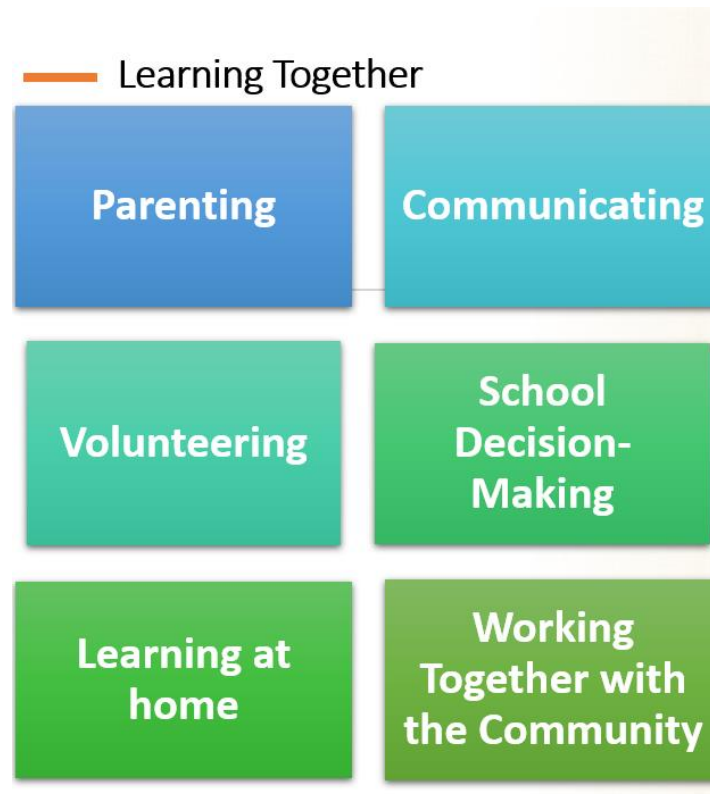 Learning Together
Parenting
Communicating
Volunteering
School
Decision-
Making
Learning at
home
Working
Together with
the Community